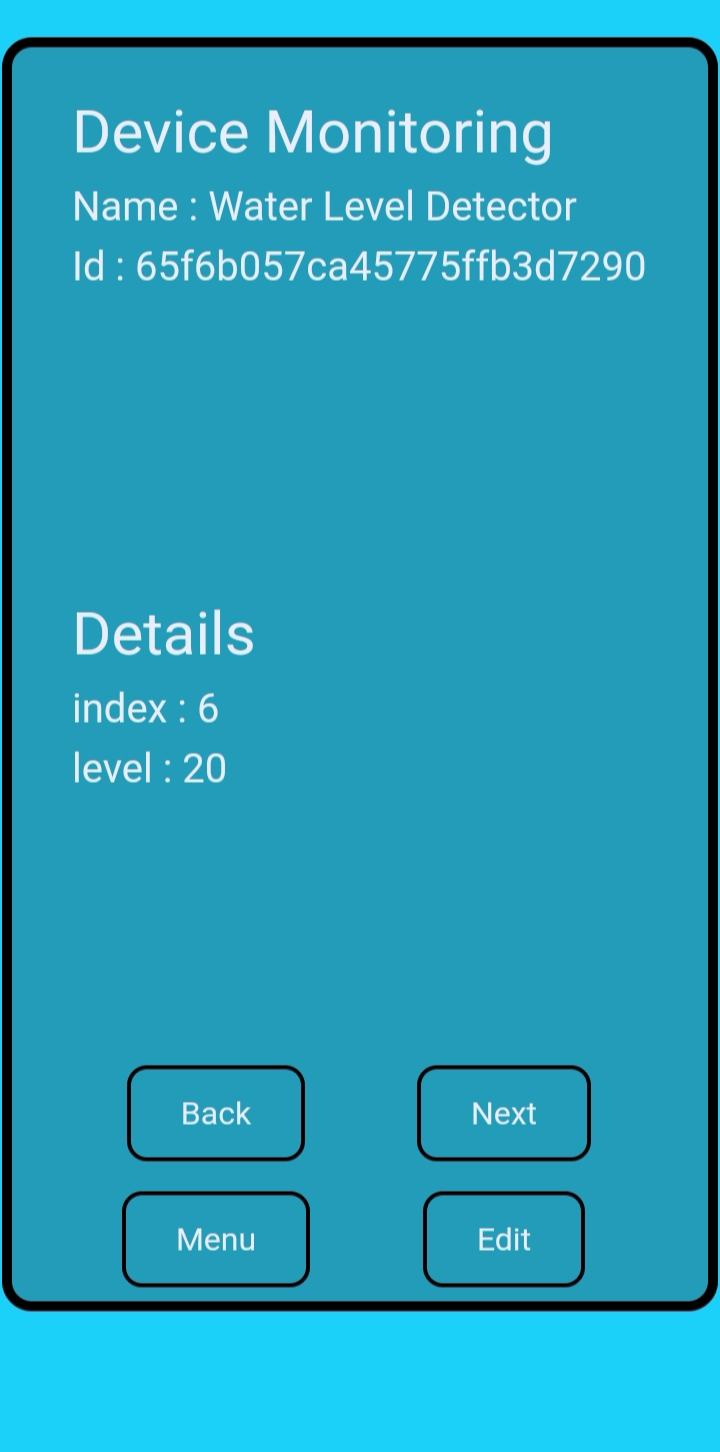 Device Monitoring
Name : Water Level Detector
Id : 65f6b057ca45775ffb3d7290
Details
index : 6
level : 20
Back
Next
Menu
Edit